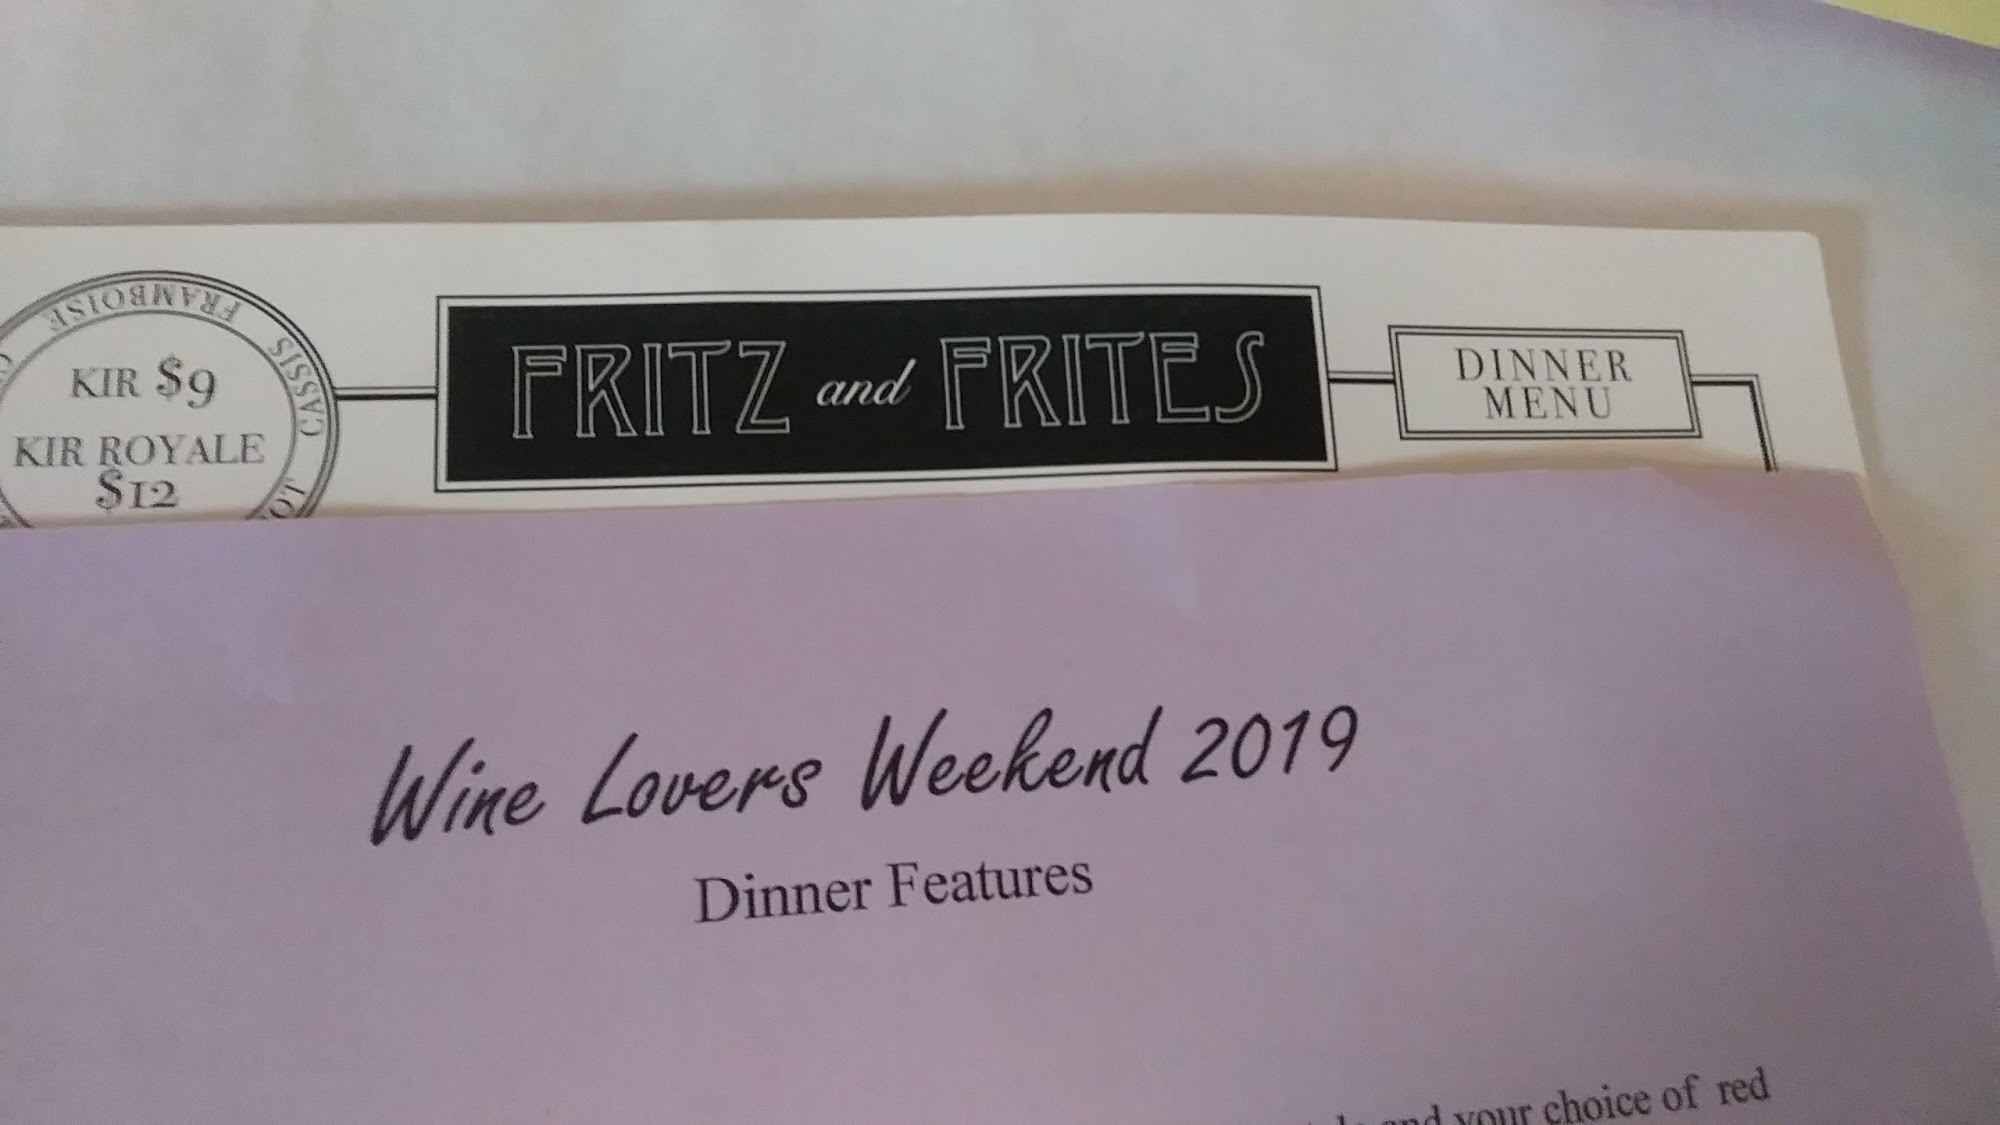 FRAMBOISE
CASSIS
KIR $9
KIR ROYALE
$12
FRITZ and FRITES
DINNER
MENU
Wine Lovers Weekend 2019
Dinner Features
and your choice of red